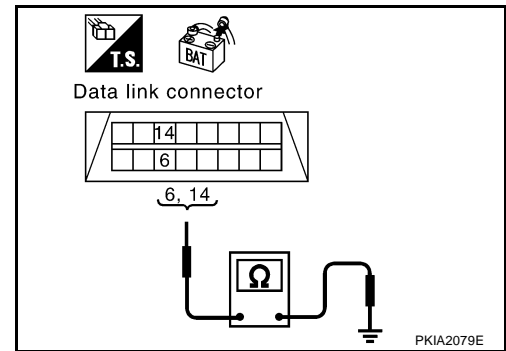 T.S.
BAT
Data link connector
14
6
6, 14
Ω
PKIA2079E